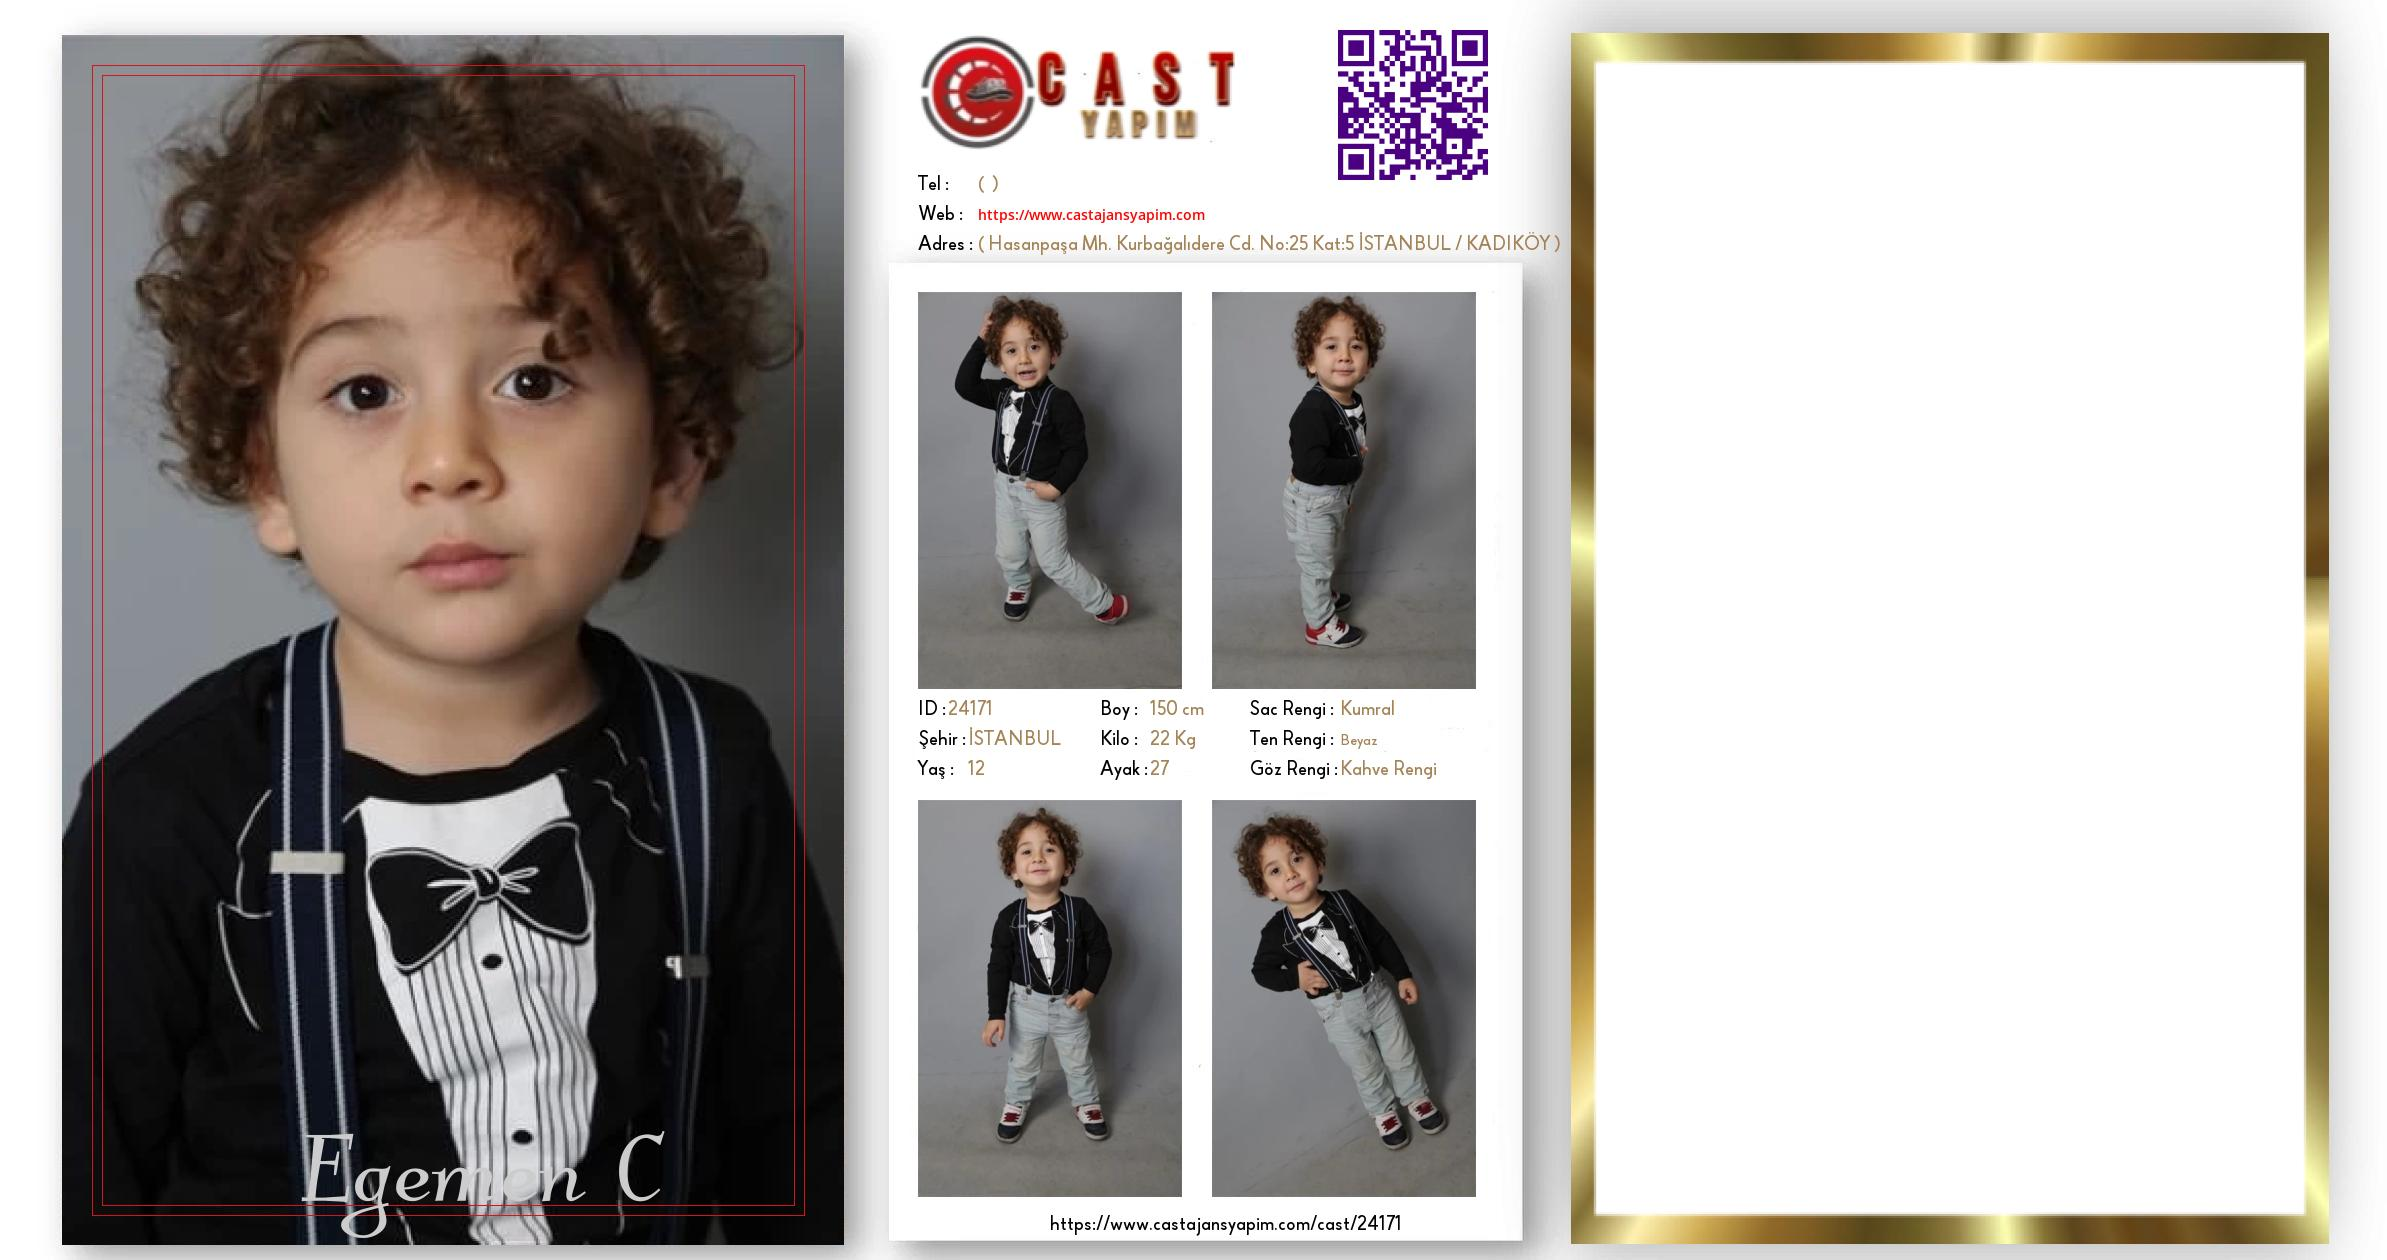 Egemen C
CAST
YAPIM
Tel : ( )
Web : https://www.castajansyapim.com
Adres : ( Hasanpaşa Mh. Kurbağalıdere Cd. No:25 Kat:5 İSTANBUL / KADIKÖY )
ID : 24171 Boy : 150 cm Sac Rengi : Kumral
Şehir : İSTANBUL Kilo : 22 Kg Ten Rengi : Beyaz
Yaş : 12 Ayak : 27 Göz Rengi : Kahve Rengi
https://www.castajansyapim.com/cast/24171